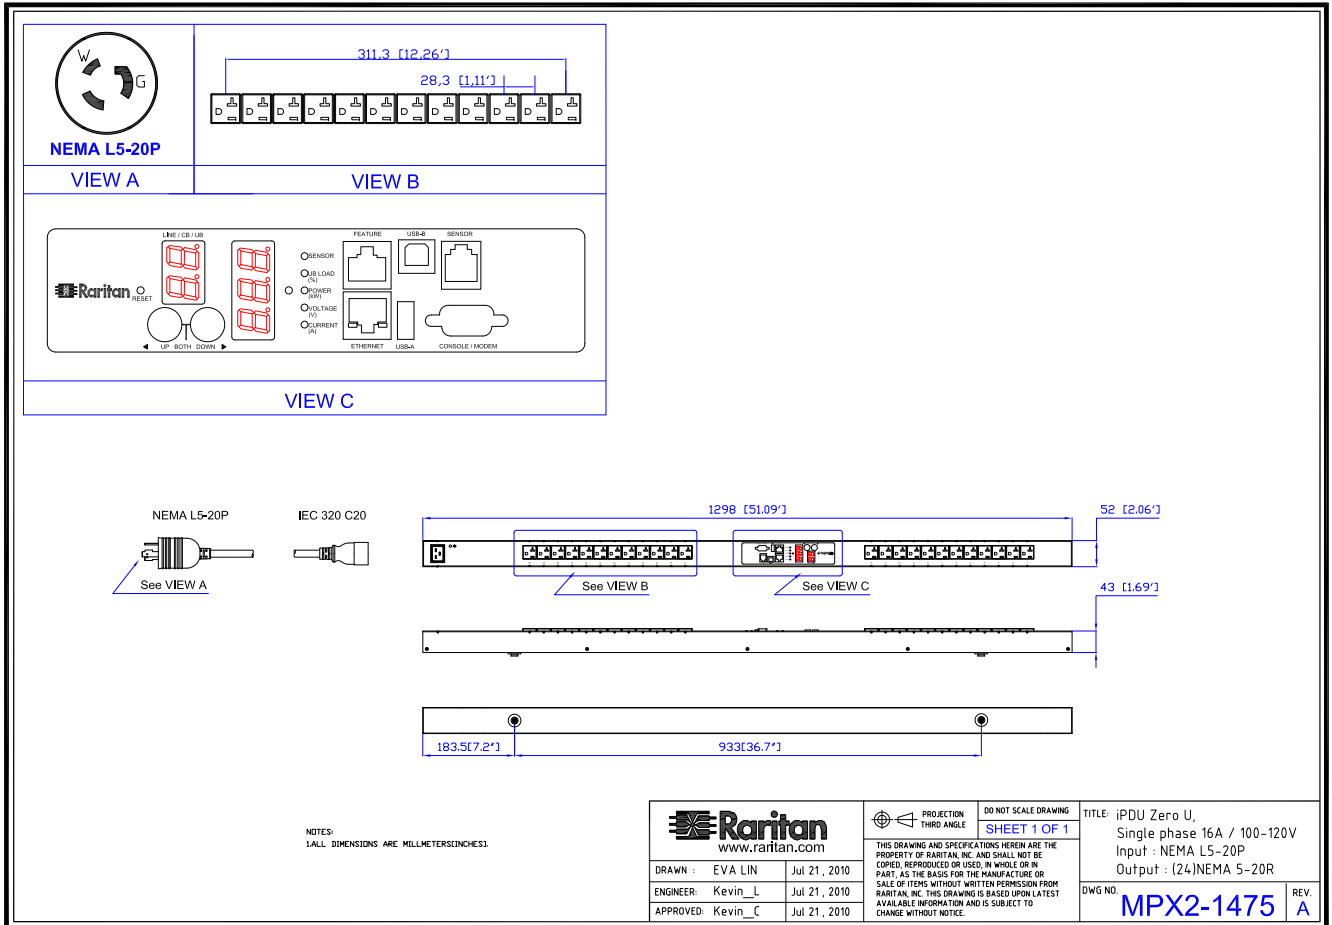 W
G
NEMA L5-20P
VIEW A
311,3 [12,26']
28,3 [1,11']
D D D D D D D D D D D D
VIEW B
LINE / CB / UB
FEATURE
USB-B
SENSOR
SENSOR
UB LOAD
(%)
POWER
(kW)
VOLTAGE
(V)
CURRENT
(A)
Raritan
RESET
UP BOTH DOWN
ETHERNET
USB-A
CONSOLE / MODEM
VIEW C
NEMA L5-20P
IEC 320 C20
See VIEW A
1298 [51.09']
52 [2.06']
See VIEW B
See VIEW C
43 [1.69']
183.5[7.2"]
933[36.7"]
NOTES:
1.ALL DIMENSIONS ARE MILLMETERS[INCHES].
Raritan
www.raritan.com
DRAWN : EVA LIN Jul 21 , 2010
ENGINEER: Kevin_L Jul 21 , 2010
APPROVED: Kevin_C Jul 21 , 2010
PROJECTION
THIRD ANGLE
DO NOT SCALE DRAWING
SHEET 1 OF 1
THIS DRAWING AND SPECIFICATIONS HEREIN ARE THE
PROPERTY OF RARITAN, INC. AND SHALL NOT BE
COPIED, REPRODUCED OR USED, IN WHOLE OR IN
PART, AS THE BASIS FOR THE MANUFACTURE OR
SALE OF ITEMS WITHOUT WRITTEN PERMISSION FROM
RARITAN, INC. THIS DRAWING IS BASED UPON LATEST
AVAILABLE INFORMATION AND IS SUBJECT TO
CHANGE WITHOUT NOTICE.
TITLE: iPDU Zero U,
Single phase 16A / 100-120V
Input : NEMA L5-20P
Output : (24)NEMA 5-20R
DWG NO. MPX2-1475
REV. A